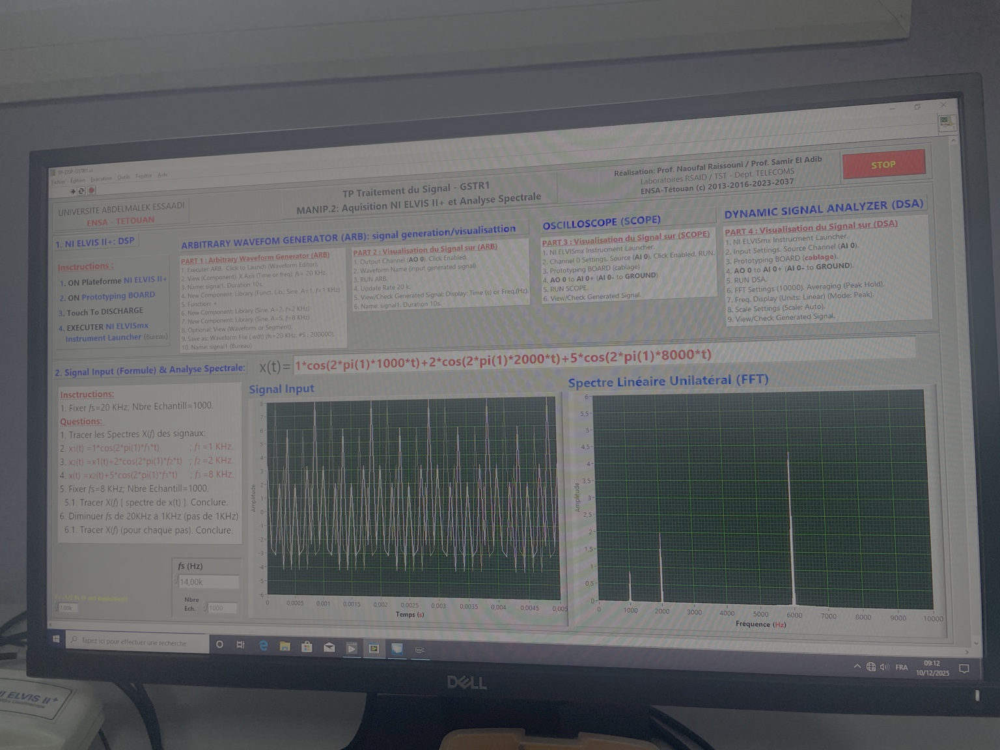 TP-DSP-GSTR1.vi
Fichier Édition Exécution Outils Fenêtre Aide
UNIVERSITE ABDELMALEK ESSAADI
ENSA - TETOUAN
TP Traitement du Signal - GSTR1
MANIP.2: Aquisition NI ELVIS II+ et Analyse Spectrale
Réalisation: Prof. Naoufal Raissouni / Prof. Samir El Adib
Laboratoires RSAID / TST - Dept. TELECOMS
ENSA-Tétouan (c) 2013-2016-2023-2037
STOP
1. NI ELVIS II+: DSP
Insctructions :
1. ON Plateforme NI ELVIS II+
2. ON Prototyping BOARD
3. Touch To DISCHARGE
4. EXECUTER NI ELVISmx
Instrument Launcher (Bureau)
ARBITRARY WAVEFOM GENERATOR (ARB): signal generation/visualisattion
PART 1 : Arbitrary Waveform Generator (ARB)
1. Executer ARB. Click to Launch (Waveform Editor).
2. View (Component). X Axis (Time or freq). fs= 20 KHz.
3. Name: signal1, Duration 10s.
4. New Component: Library (Funct. Lib.: Sine. A=1, f=1 KHz)
5. Function: +
6. New Component: Library (Sine. A=2, f=2 KHz)
7. New Component: Library (Sine. A=5, f=8 KHz)
8. Optional: View (Waveform or Segment).
9. Save as: Waveform File (.wdt) (fs=20 KHz. #S : 200000).
10. Name: signal1 (Bureau)
PART 2 : Visualisation du Signal sur (ARB)
1. Output Channel (AO 0). Click Enabled.
2. Waveform Name (input generated signal).
3. RUN ARB.
4. Update Rate 20 k.
5. View/Check Generated Signal: Display: Time (s) or Freq.(Hz).
6. Name: signal1. Duration 10s.
OSCILLOSCOPE (SCOPE)
PART 3 : Visualisation du Signal sur (SCOPE)
1. NI ELVISmx Instrucment Launcher.
2. Channel 0 Settings. Source (AI 0). Click Enabled. RUN.
3. Prototyping BOARD (cablage)
4. AO 0 to AI 0+ (AI 0- to GROUND)
5. RUN SCOPE.
6. View/Check Generated Signal.
DYNAMIC SIGNAL ANALYZER (DSA)
PART 4 : Visualisation du Signal sur (DSA)
1. NI ELVISmx Instrucment Launcher.
2. Input Settings. Source Channel (AI 0).
3. Prototyping BOARD (cablage).
4. AO 0 to AI 0+ (AI 0- to GROUND).
5. RUN DSA.
6. FFT Settings (10000). Averaging (Peak Hold).
7. Freq. Display (Units: Linear) (Mode: Peak).
8. Scale Settings (Scale: Auto).
9. View/Check Generated Signal.
2. Signal Input (Formule) & Analyse Spectrale:
x(t)= 1*cos(2*pi(1)*1000*t)+2*cos(2*pi(1)*2000*t)+5*cos(2*pi(1)*8000*t)
Insctructions:
1. Fixer fs=20 KHz; Nbre Echantill=1000.
Questions:
1. Tracer les Spectres X(f) des signaux:
2. x1(t) =1*cos(2*pi(1)*f1*t) ; f1 =1 KHz.
3. x2(t) =x1(t)+2*cos(2*pi(1)*f2*t) ; f2 =2 KHz.
4. x(t) =x2(t)+5*cos(2*pi(1)*f3*t) ; f3 =8 KHz.
5. Fixer fs=8 KHz; Nbre Echantill=1000.
5.1. Tracer X(f) [ spectre de x(t) ]. Conclure.
6. Diminuer fs de 20KHz à 1KHz (pas de 1KHz)
6.1. Tracer X(f) (pour chaque pas). Conclure.
fs (Hz)
14,00k
7,00k
Nbre
Ech.
1000
Signal Input
Amplitude
8
7
6
5
4
3
2
1
0
-1
-2
-3
-4
-5
-6
0 0,0005 0,001 0,0015 0,002 0,0025 0,003 0,0035 0,004 0,0045 0,005
Temps (s)
Spectre Linéaire Unilatéral (FFT)
Amplitude
6
5,5
5
4,5
4
3,5
3
2,5
2
1,5
1
0,5
0
0 1000 2000 3000 4000 5000 6000 7000 8000 9000 10000
Fréquence (Hz)
Tapez ici pour effectuer une recherche
FRA
09:12
10/12/2025
DELL
NI ELVIS II+